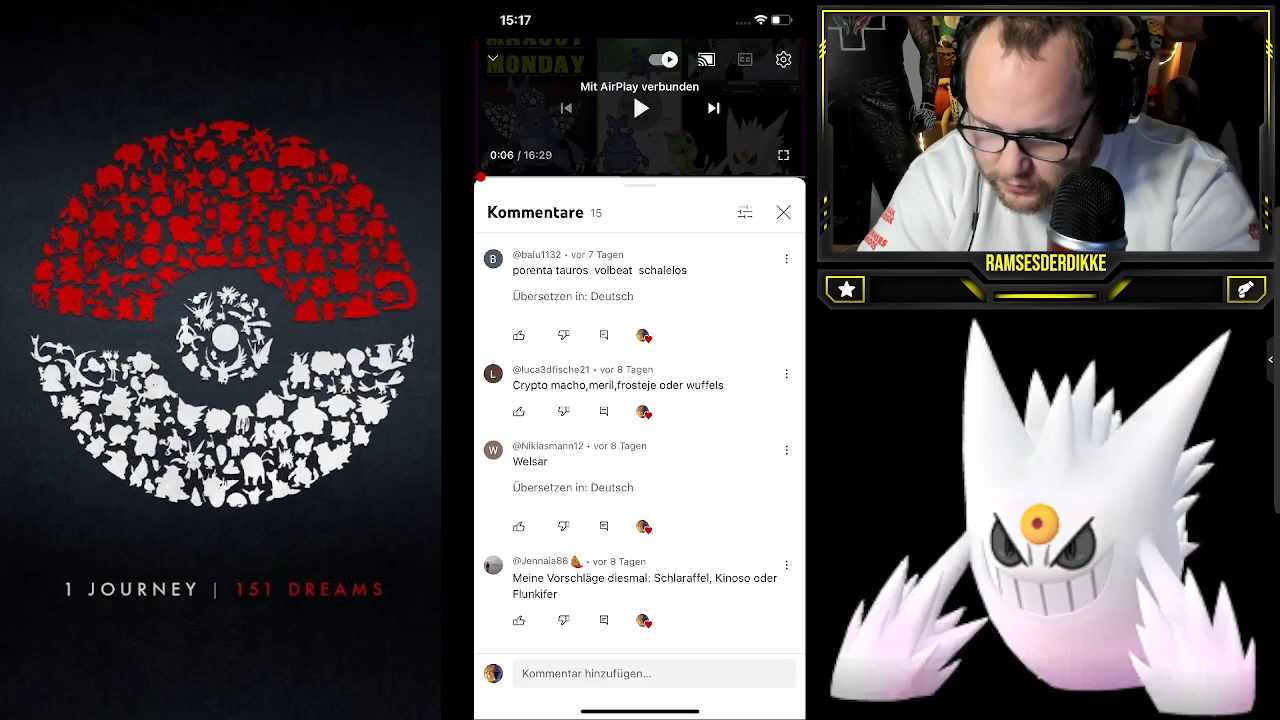 15:17
MAXOUT
MONDAY
CC
Mit AirPlay verbunden
0:06 / 16:29
Kommentare 15
B
@balu1132 • vor 7 Tagen
porenta tauros volbeat schalelos
Übersetzen in: Deutsch
L
@luca3dfische21 • vor 8 Tagen
Crypto macho,meril,frosteje oder wuffels
W
@Niklasmann12 • vor 8 Tagen
Welsar
Übersetzen in: Deutsch
@Jennaia86 • vor 8 Tagen
Meine Vorschläge diesmal: Schlaraffel, Kinoso oder
Flunkifer
Kommentar hinzufügen...
1 JOURNEY | 151 DREAMS
RAMSESDERDIKKE